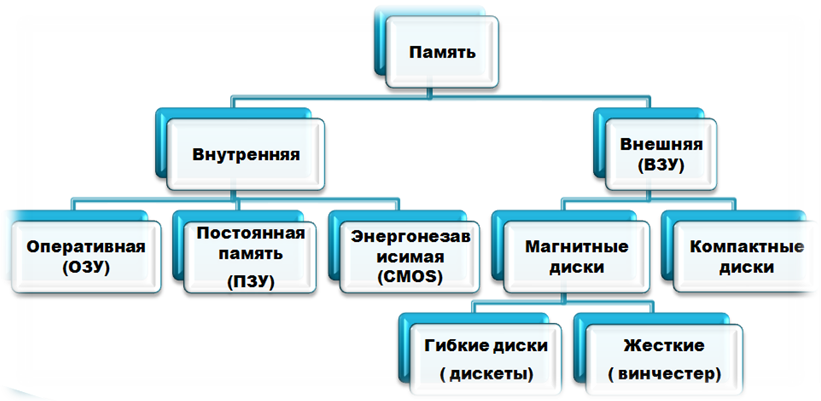 Память
Внутренняя
Внешняя
(ВЗУ)
Оперативная
(ОЗУ)
Постоянная
память
(ПЗУ)
Энергонезав
исимая
(CMOS)
Магнитные
диски
Компактные
диски
Гибкие диски
( дискеты)
Жесткие
( винчестер)